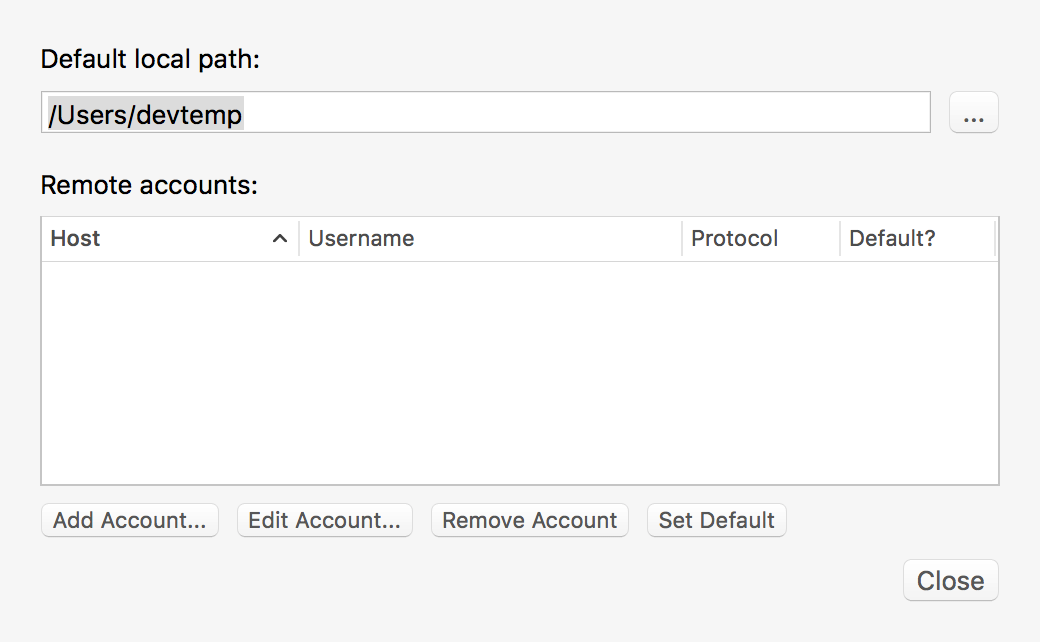 Default local path:
/Users/devtemp ...
Remote accounts:
Host Username Protocol Default?
Add Account... Edit Account... Remove Account Set Default
Close